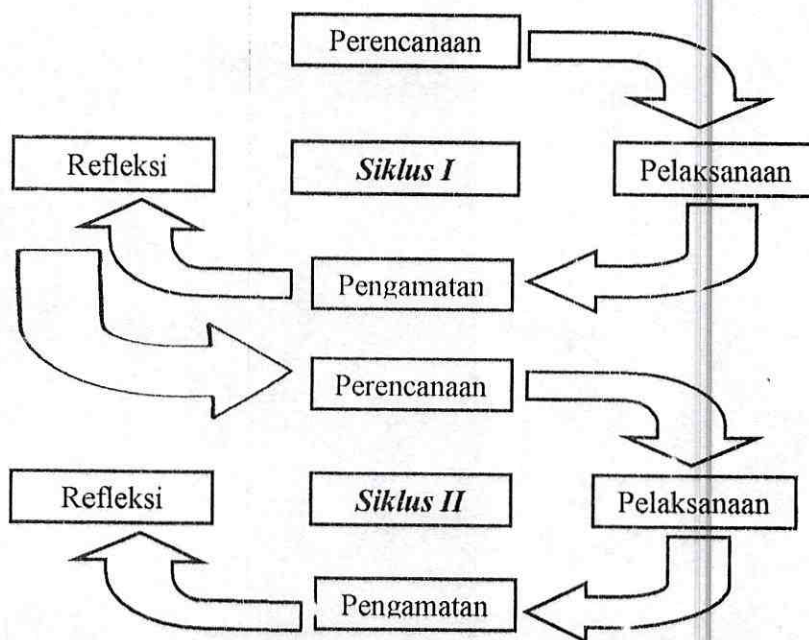 Perencanaan
Refleksi
Siklus I
Pelaksanaan
Pengamatan
Perencanaan
Refleksi
Siklus II
Pelaksanaan
Pengamatan